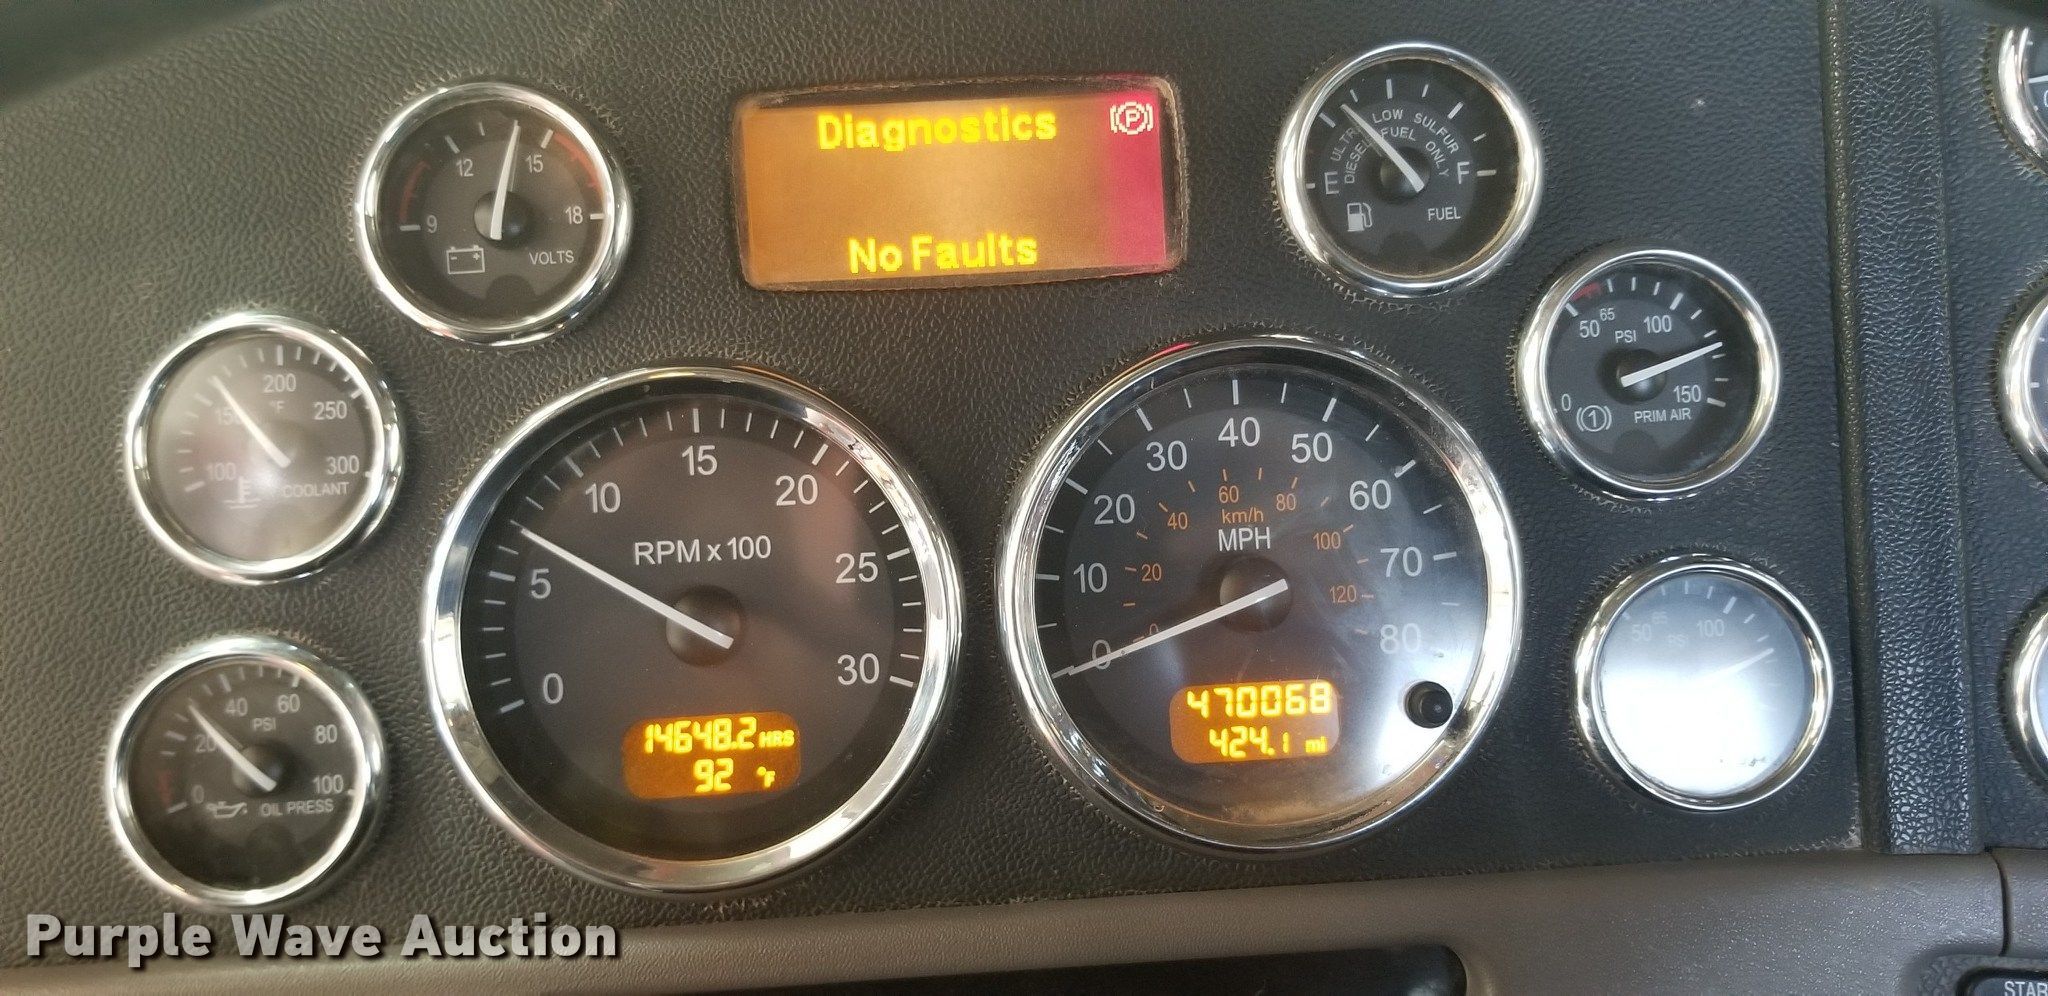 Diagnostics
No Faults
12
15
9
18
VOLTS
LOW SULFUR
ULTRA
FUEL ONLY
DIESEL
E
F
FUEL
50
65
100
PSI
0
150
1
PRIM AIR
200
°F
150
250
100
300
COOLANT
15
10
20
RPM x 100
5
25
0
30
14648.2 HRS
92 °F
40
30
50
60
80
20
60
40
km/h
100
MPH
10
20
70
120
0
0
80
470068
424.1 mi
50
65
PSI
100
40
60
PSI
20
80
0
100
OIL PRESS
P
Purple Wave Auction